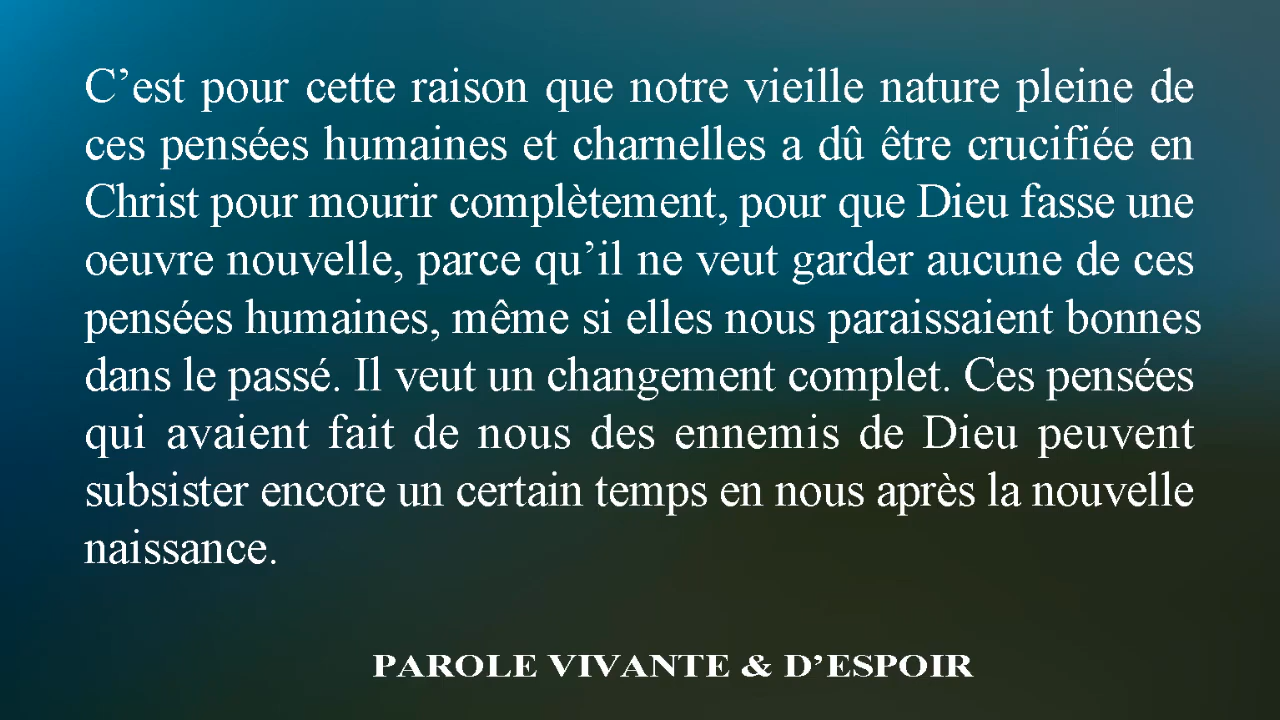 C’est pour cette raison que notre vieille nature pleine de
ces pensées humaines et charnelles a dû être crucifiée en
Christ pour mourir complètement, pour que Dieu fasse une
oeuvre nouvelle, parce qu’il ne veut garder aucune de ces
pensées humaines, même si elles nous paraissaient bonnes
dans le passé. Il veut un changement complet. Ces pensées
qui avaient fait de nous des ennemis de Dieu peuvent
subsister encore un certain temps en nous après la nouvelle
naissance.
PAROLE VIVANTE & D’ESPOIR